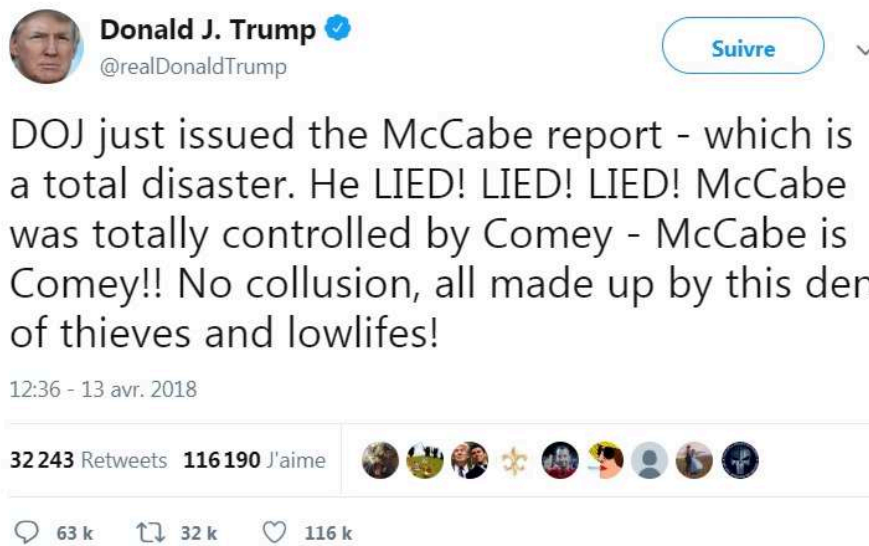 Donald J. Trump
@realDonaldTrump
Suivre
DOJ just issued the McCabe report - which is
a total disaster. He LIED! LIED! LIED! McCabe
was totally controlled by Comey - McCabe is
Comey!! No collusion, all made up by this den
of thieves and lowlifes!
12:36 - 13 avr. 2018
32 243 Retweets 116 190 J'aime
63 k 32 k 116 k